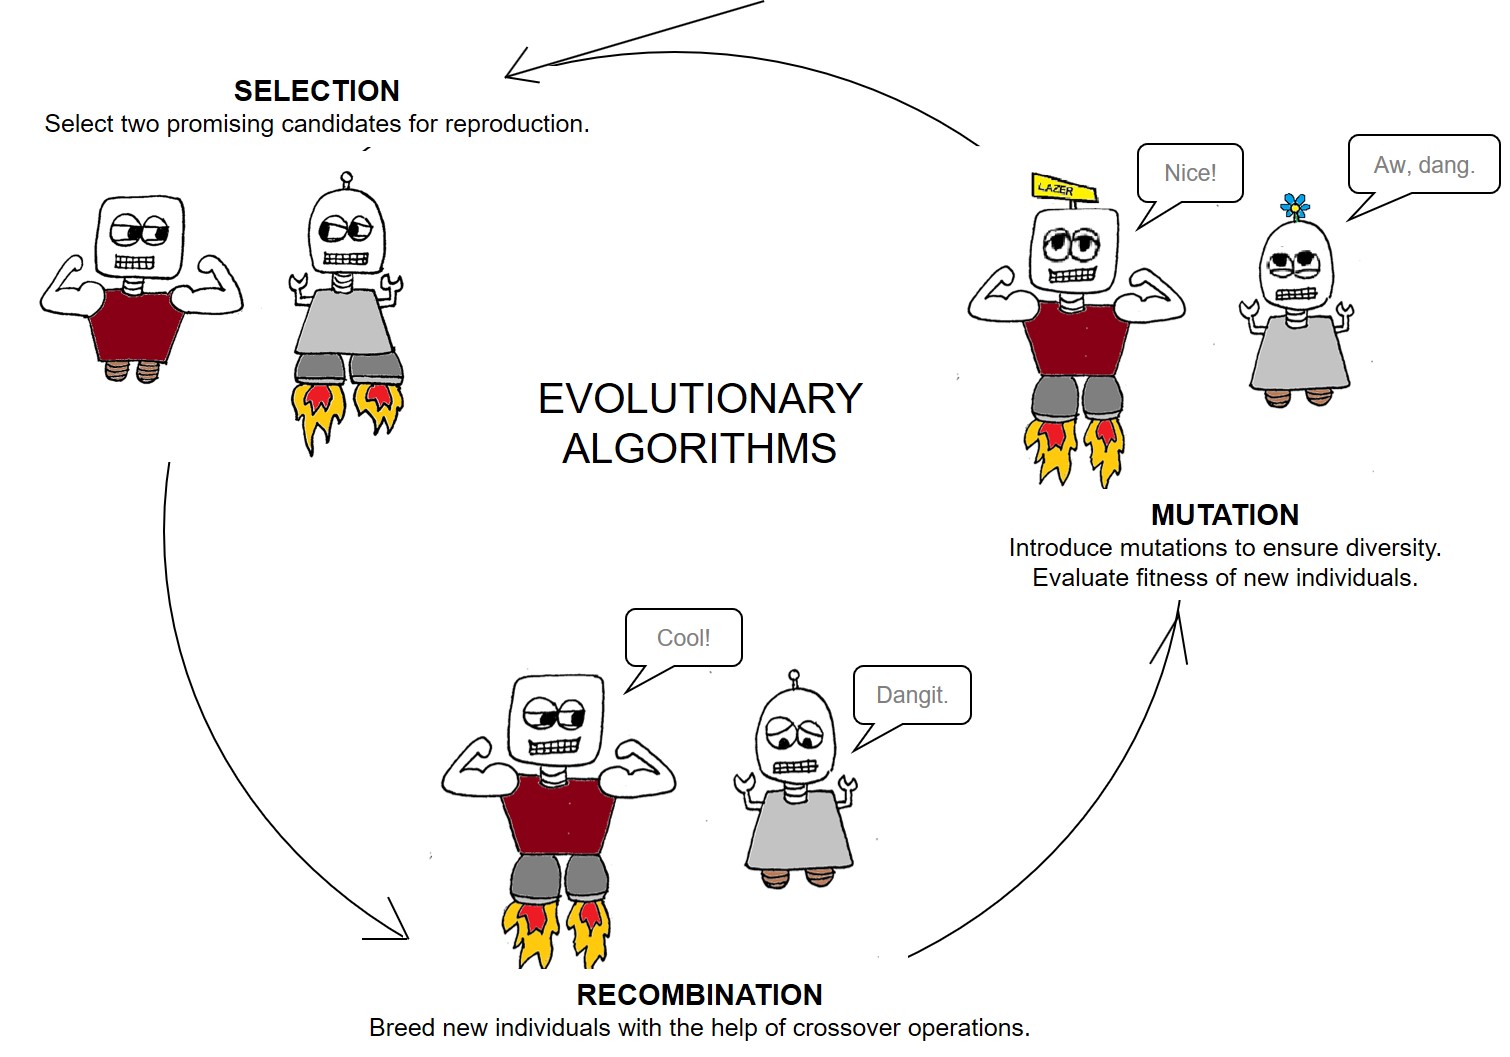 SELECTION
Select two promising candidates for reproduction.
LAZER
Nice!
Aw, dang.
EVOLUTIONARY
ALGORITHMS
MUTATION
Introduce mutations to ensure diversity.
Evaluate fitness of new individuals.
Cool!
Dangit.
RECOMBINATION
Breed new individuals with the help of crossover operations.